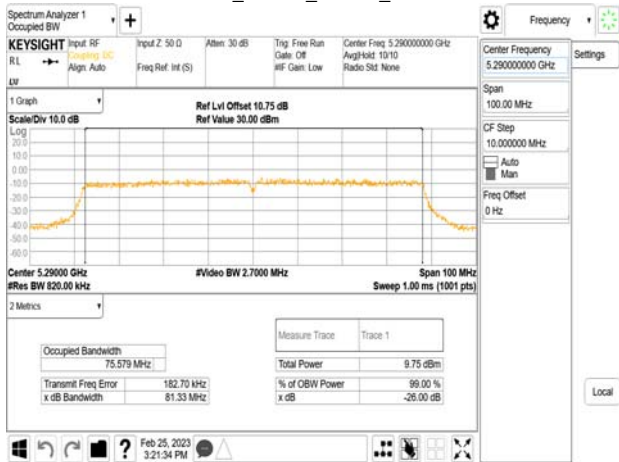 Spectrum Analyzer 1
Occupied BW
+
Frequency
KEYSIGHT
RL
Input: RF
Coupling: DC
Align: Auto
Input Z: 50 Ω
Freq Ref: Int (S)
Atten: 30 dB
Trig: Free Run
Gate: Off
#IF Gain: Low
Center Freq: 5.290000000 GHz
Avg|Hold: 10/10
Radio Std: None
Center Frequency
5.290000000 GHz
Settings
Span
100.00 MHz
CF Step
10.000000 MHz
Auto
Man
Freq Offset
0 Hz
1 Graph
Scale/Div 10.0 dB
Ref Lvl Offset 10.75 dB
Ref Value 30.00 dBm
Log
20.0
10.0
0.00
-10.0
-20.0
-30.0
-40.0
-50.0
-60.0
Center 5.29000 GHz
#Video BW 2.7000 MHz
Span 100 MHz
#Res BW 820.00 kHz
Sweep 1.00 ms (1001 pts)
2 Metrics
Measure Trace
Trace 1
Occupied Bandwidth
75.579 MHz
Total Power
9.75 dBm
Transmit Freq Error
182.70 kHz
% of OBW Power
99.00 %
x dB Bandwidth
81.33 MHz
x dB
-26.00 dB
Local
?
Feb 25, 2023
3:21:34 PM